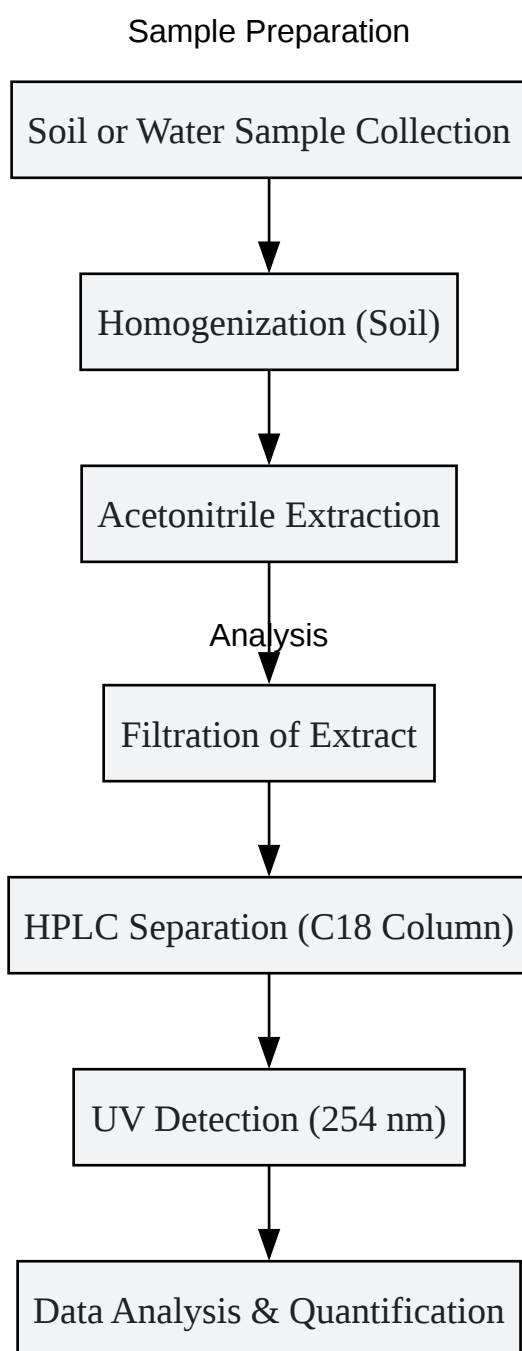 Sample Preparation
Soil or Water Sample Collection
Homogenization (Soil)
Acetonitrile Extraction
Analysis
Filtration of Extract
HPLC Separation (C18 Column)
UV Detection (254 nm)
Data Analysis & Quantification